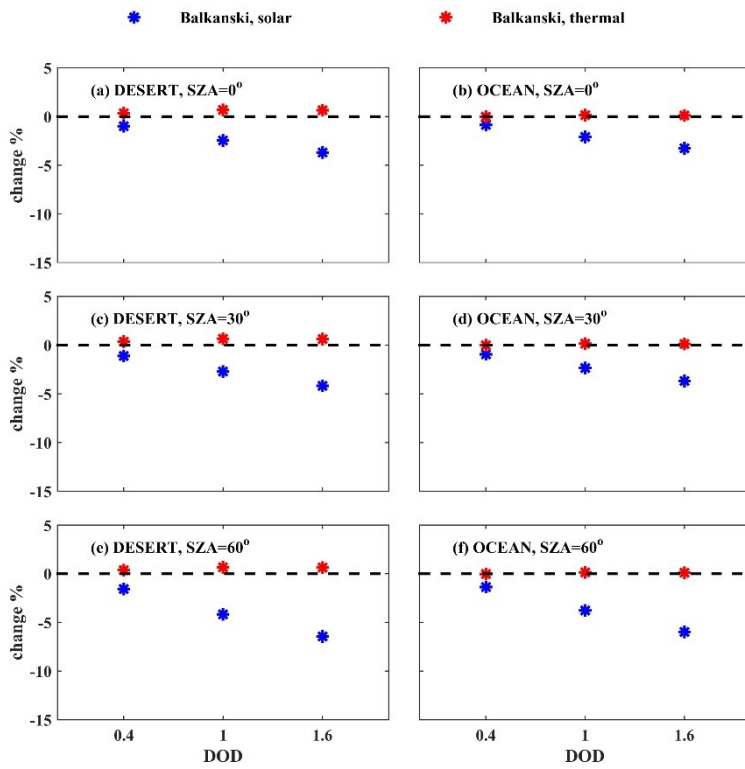 Balkanski, solar
Balkanski, thermal
(a) DESERT, SZA=0°
(b) OCEAN, SZA=0°
change %
5
0
-5
-10
-15
(c) DESERT, SZA=30°
(d) OCEAN, SZA=30°
change %
5
0
-5
-10
-15
(e) DESERT, SZA=60°
(f) OCEAN, SZA=60°
change %
5
0
-5
-10
-15
0.4 1 1.6
0.4 1 1.6
DOD
DOD